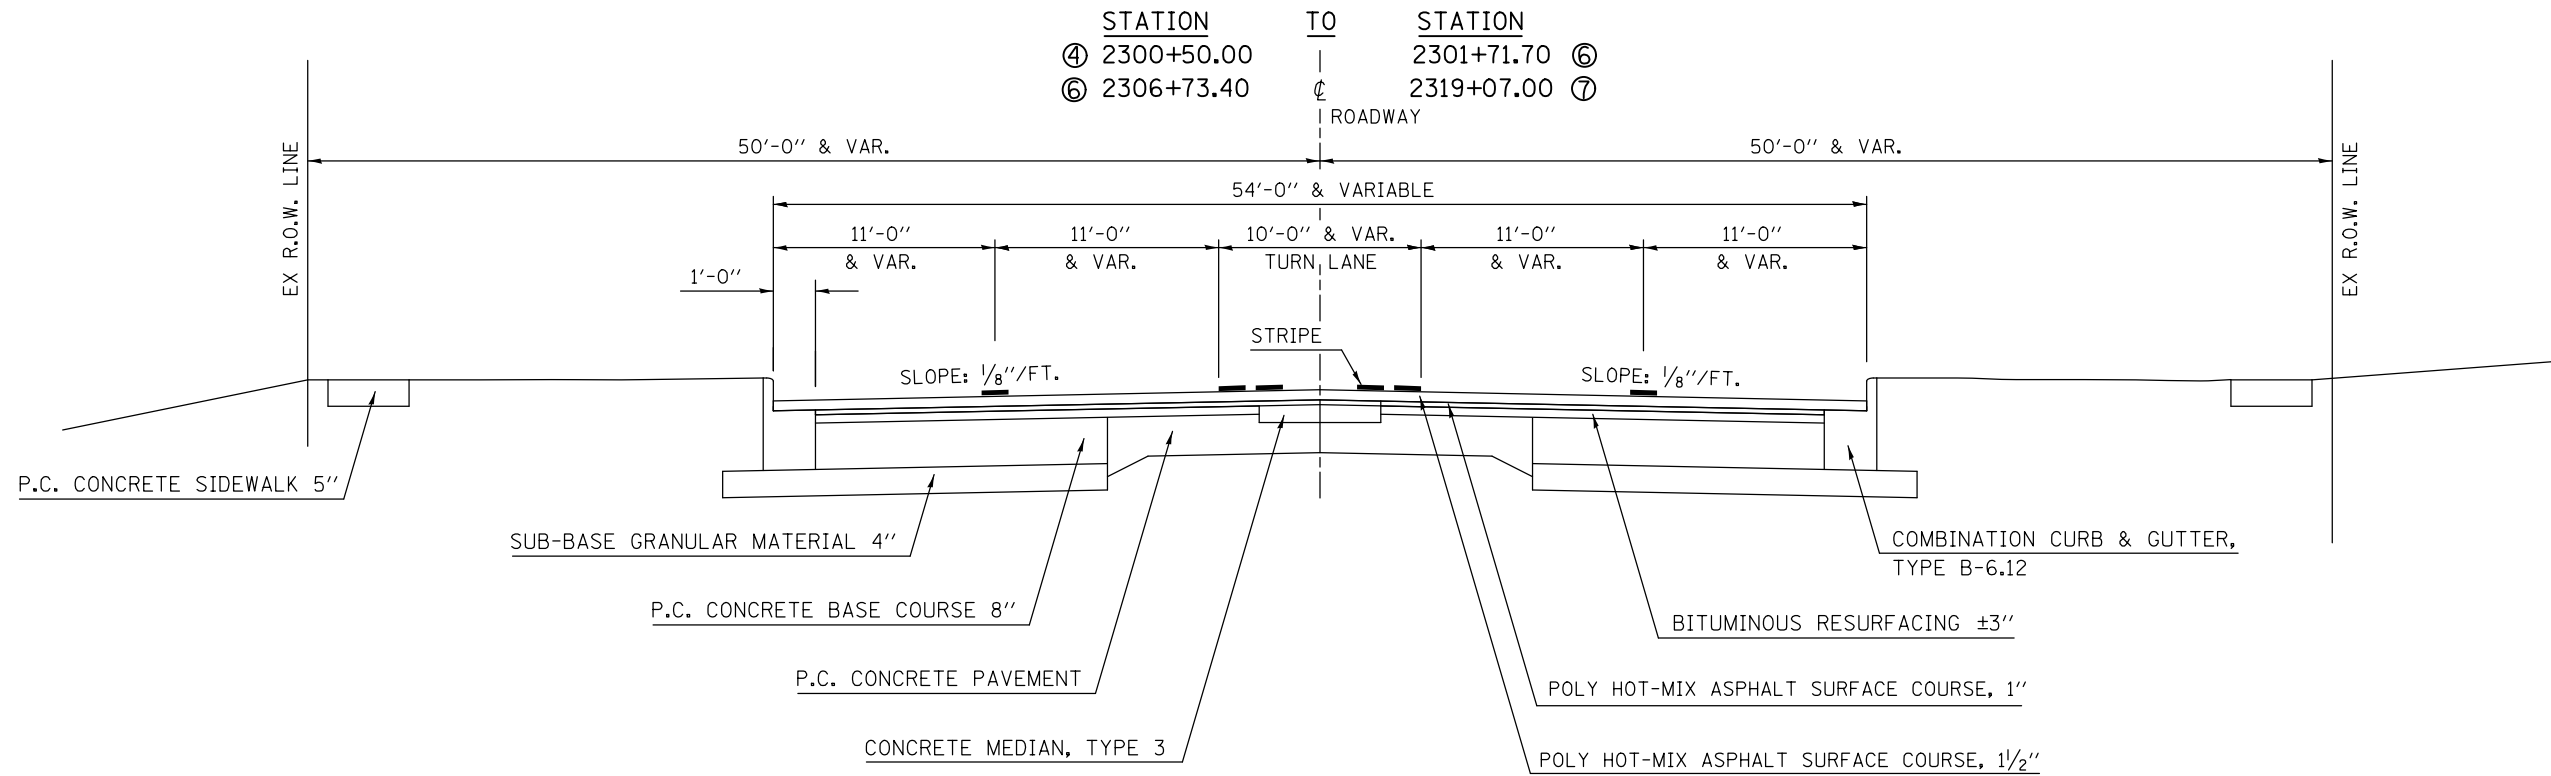 STATION TO STATION
④ 2300+50.00 2301+71.70 ⑥
⑥ 2306+73.40 ℄ 2319+07.00 ⑦
ROADWAY
50'-0" & VAR. 50'-0" & VAR.
EX R.O.W. LINE
EX R.O.W. LINE
54'-0" & VARIABLE
11'-0" 11'-0" 10'-0" & VAR. 11'-0" 11'-0"
& VAR. & VAR. TURN LANE & VAR. & VAR.
1'-0"
STRIPE
SLOPE: 1/8"/FT. SLOPE: 1/8"/FT.
P.C. CONCRETE SIDEWALK 5"
SUB-BASE GRANULAR MATERIAL 4"
COMBINATION CURB & GUTTER,
TYPE B-6.12
P.C. CONCRETE BASE COURSE 8"
BITUMINOUS RESURFACING ±3"
P.C. CONCRETE PAVEMENT
POLY HOT-MIX ASPHALT SURFACE COURSE, 1"
CONCRETE MEDIAN, TYPE 3
POLY HOT-MIX ASPHALT SURFACE COURSE, 1 1/2"